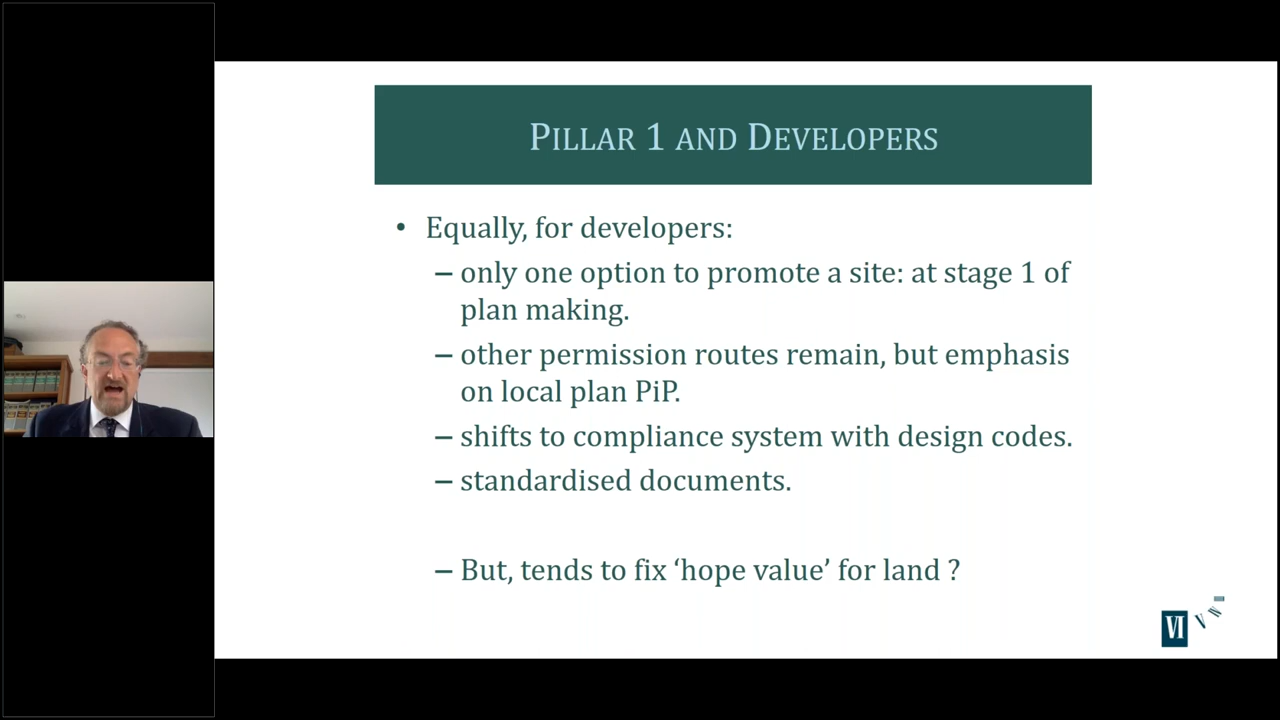 PILLAR 1 AND DEVELOPERS
• Equally, for developers:
– only one option to promote a site: at stage 1 of
plan making.
– other permission routes remain, but emphasis
on local plan PiP.
– shifts to compliance system with design codes.
– standardised documents.
– But, tends to fix ‘hope value’ for land ?
VI